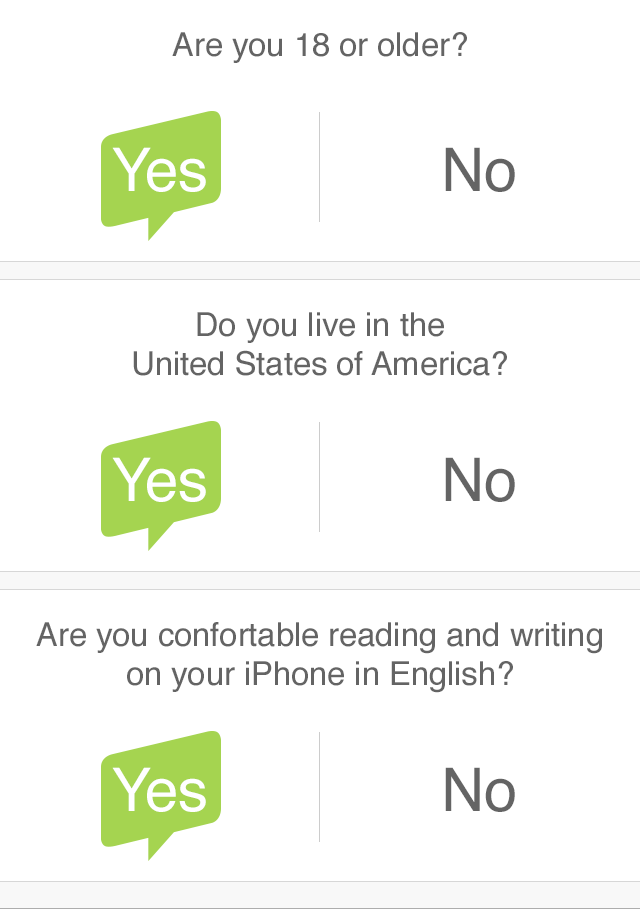 Are you 18 or older?
Yes
No
Do you live in the
United States of America?
Yes
No
Are you confortable reading and writing
on your iPhone in English?
Yes
No